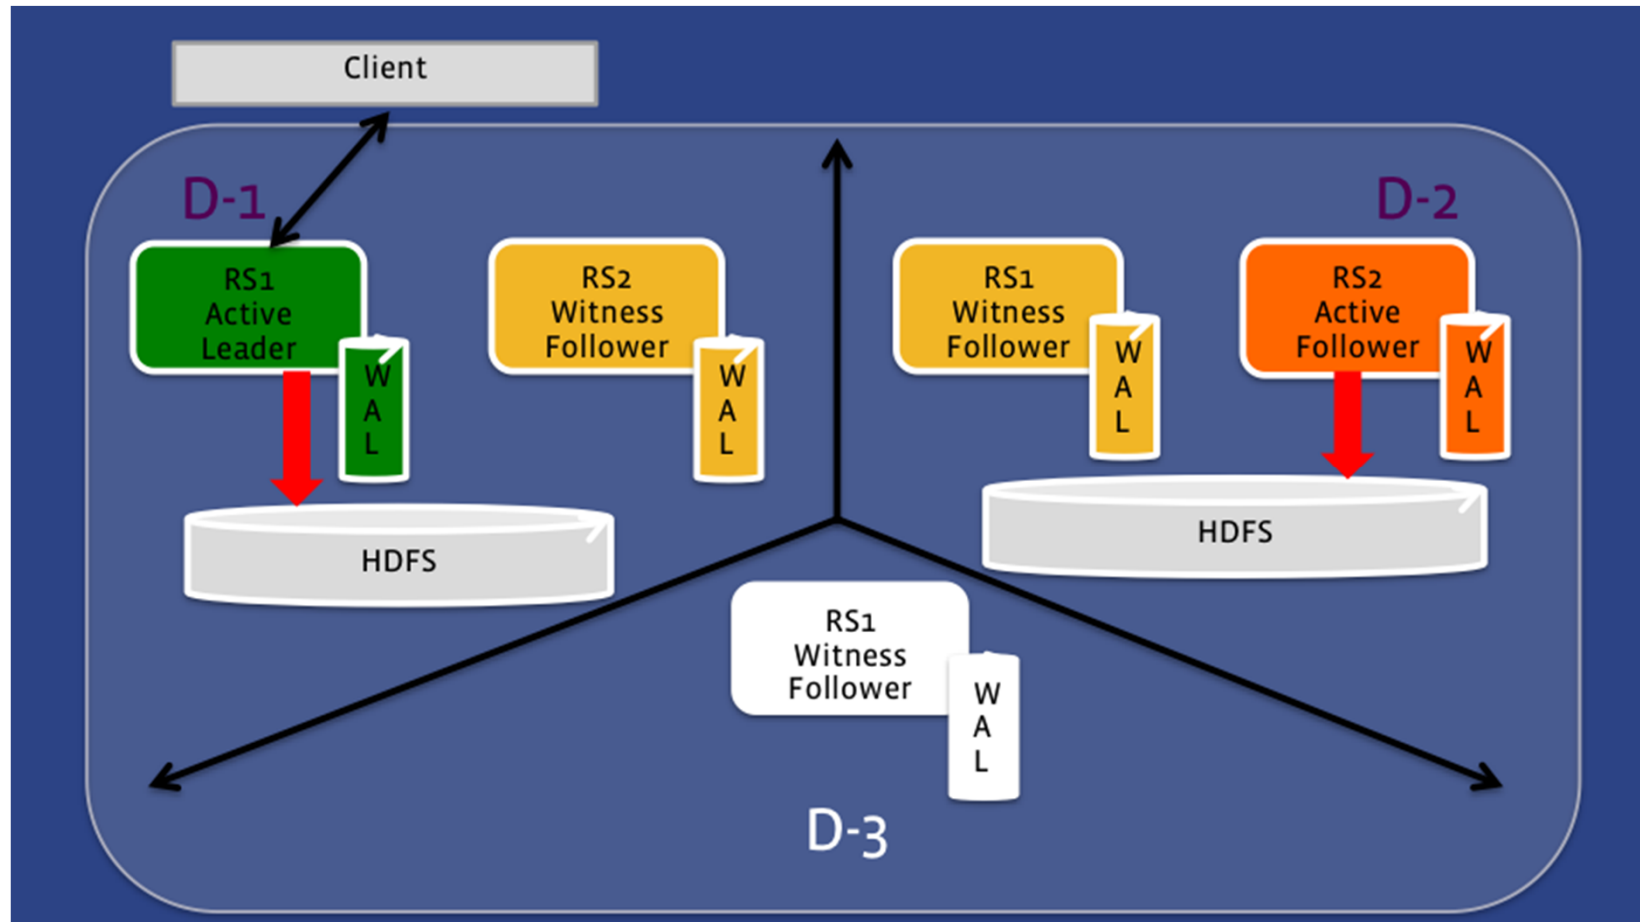 Client
D-1
D-2
RS1
Active
Leader
W
A
L
RS2
Witness
Follower
W
A
L
RS1
Witness
Follower
W
A
L
RS2
Active
Follower
W
A
L
HDFS
HDFS
RS1
Witness
Follower
W
A
L
D-3